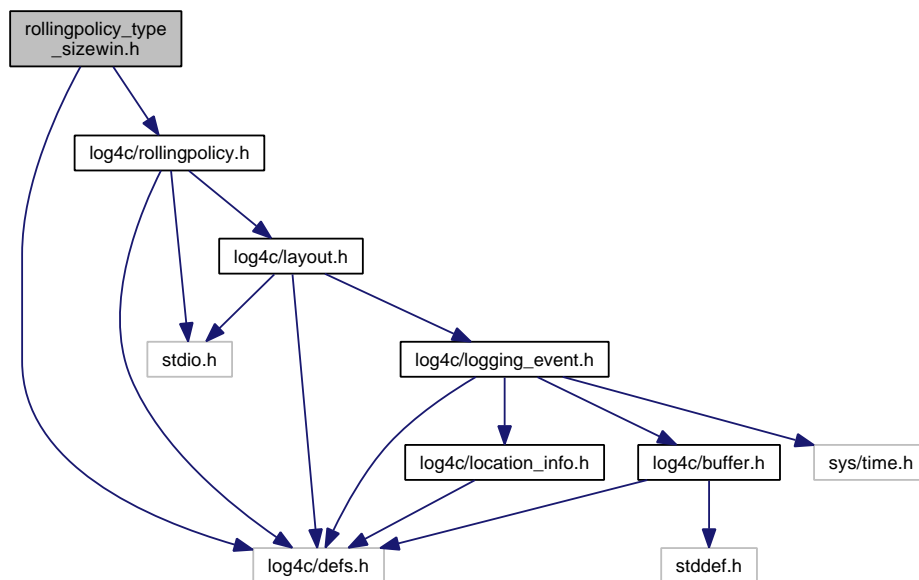 rollingpolicy_type
_sizewin.h
log4c/rollingpolicy.h
log4c/layout.h
stdio.h
log4c/logging_event.h
log4c/location_info.h
log4c/buffer.h
sys/time.h
log4c/defs.h
stddef.h